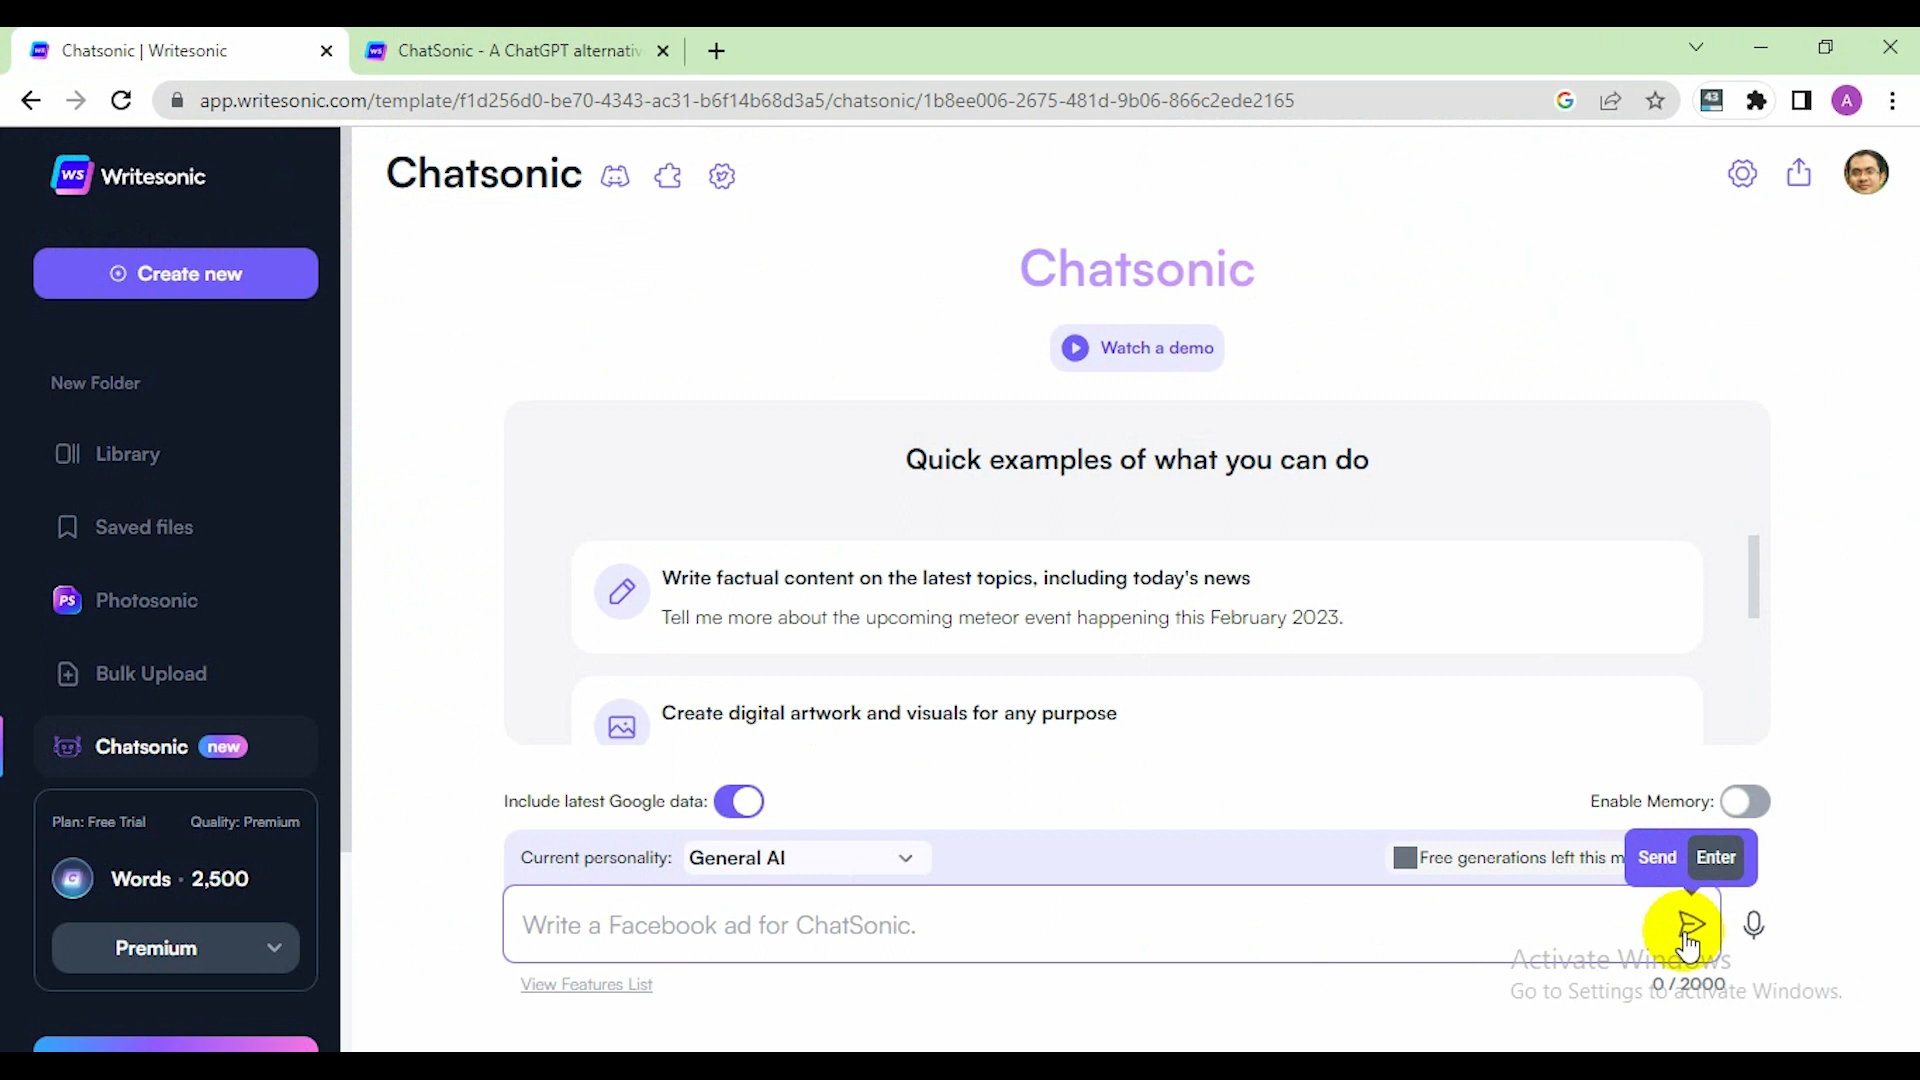 Chatsonic | Writesonic
ChatSonic - A ChatGPT alternativ
app.writesonic.com/template/f1d256d0-be70-4343-ac31-b6f14b68d3a5/chatsonic/1b8ee006-2675-481d-9b06-866c2ede2165
43
A
WS Writesonic
Chatsonic
Create new
Chatsonic
Watch a demo
New Folder
Library
Saved files
PS Photosonic
Bulk Upload
Chatsonic new
Quick examples of what you can do
Write factual content on the latest topics, including today's news
Tell me more about the upcoming meteor event happening this February 2023.
Create digital artwork and visuals for any purpose
Include latest Google data:
Enable Memory:
Plan: Free Trial Quality: Premium
Words · 2,500
Premium
Current personality: General AI
Free generations left this m
Send Enter
Write a Facebook ad for ChatSonic.
View Features List
0 / 2000
Activate Windows
Go to Settings to activate Windows.